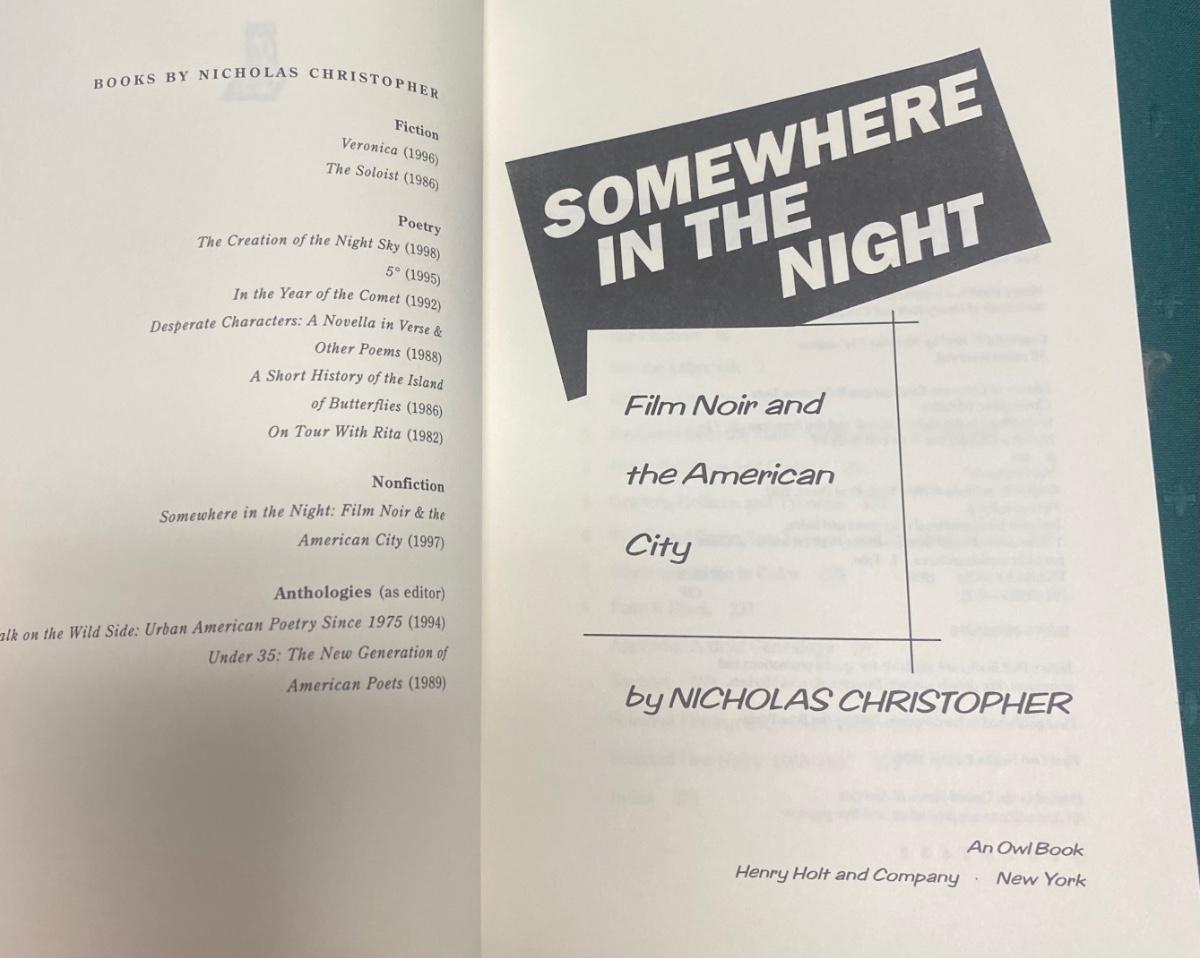 BOOKS BY NICHOLAS CHRISTOPHER
Fiction
Veronica (1996)
The Soloist (1986)
Poetry
The Creation of the Night Sky (1998)
5° (1995)
In the Year of the Comet (1992)
Desperate Characters: A Novella in Verse &
Other Poems (1988)
A Short History of the Island
of Butterflies (1986)
On Tour With Rita (1982)
Nonfiction
Somewhere in the Night: Film Noir & the
American City (1997)
Anthologies (as editor)
on the Wild Side: Urban American Poetry Since 1975 (1994)
Under 35: The New Generation of
American Poets (1989)
SOMEWHERE
IN THE
NIGHT
Film Noir and
the American
City
by NICHOLAS CHRISTOPHER
An Owl Book
Henry Holt and Company · New York